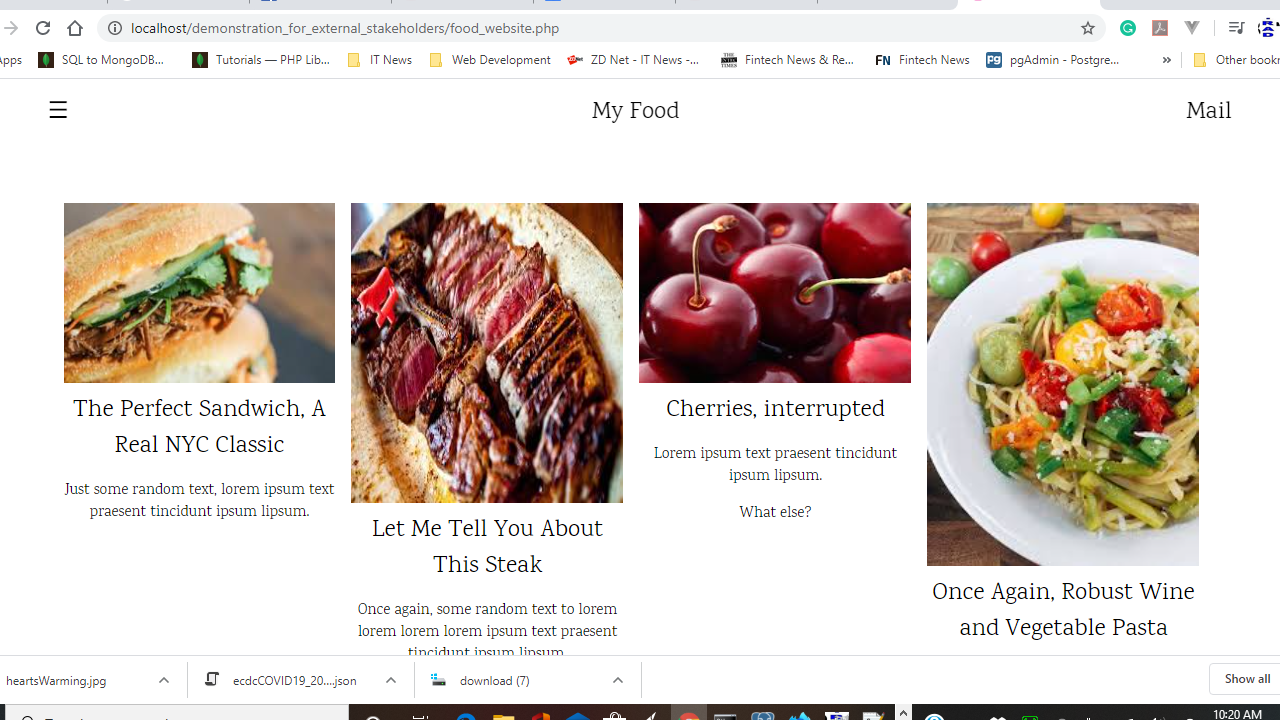 localhost/demonstration_for_external_stakeholders/food_website.php
Apps SQL to MongoDB... Tutorials — PHP Lib... IT News Web Development ZD Net - IT News -... Fintech News & Re... FN Fintech News pgAdmin - Postgre... » Other bookr
☰ My Food Mail
The Perfect Sandwich, A
Real NYC Classic
Just some random text, lorem ipsum text
praesent tincidunt ipsum lipsum.
Let Me Tell You About
This Steak
Once again, some random text to lorem
lorem lorem lorem ipsum text praesent
tincidunt ipsum lipsum.
Cherries, interrupted
Lorem ipsum text praesent tincidunt
ipsum lipsum.
What else?
Once Again, Robust Wine
and Vegetable Pasta
heartsWarming.jpg ecdcCOVID19_20....json download (7) Show all
10:20 AM